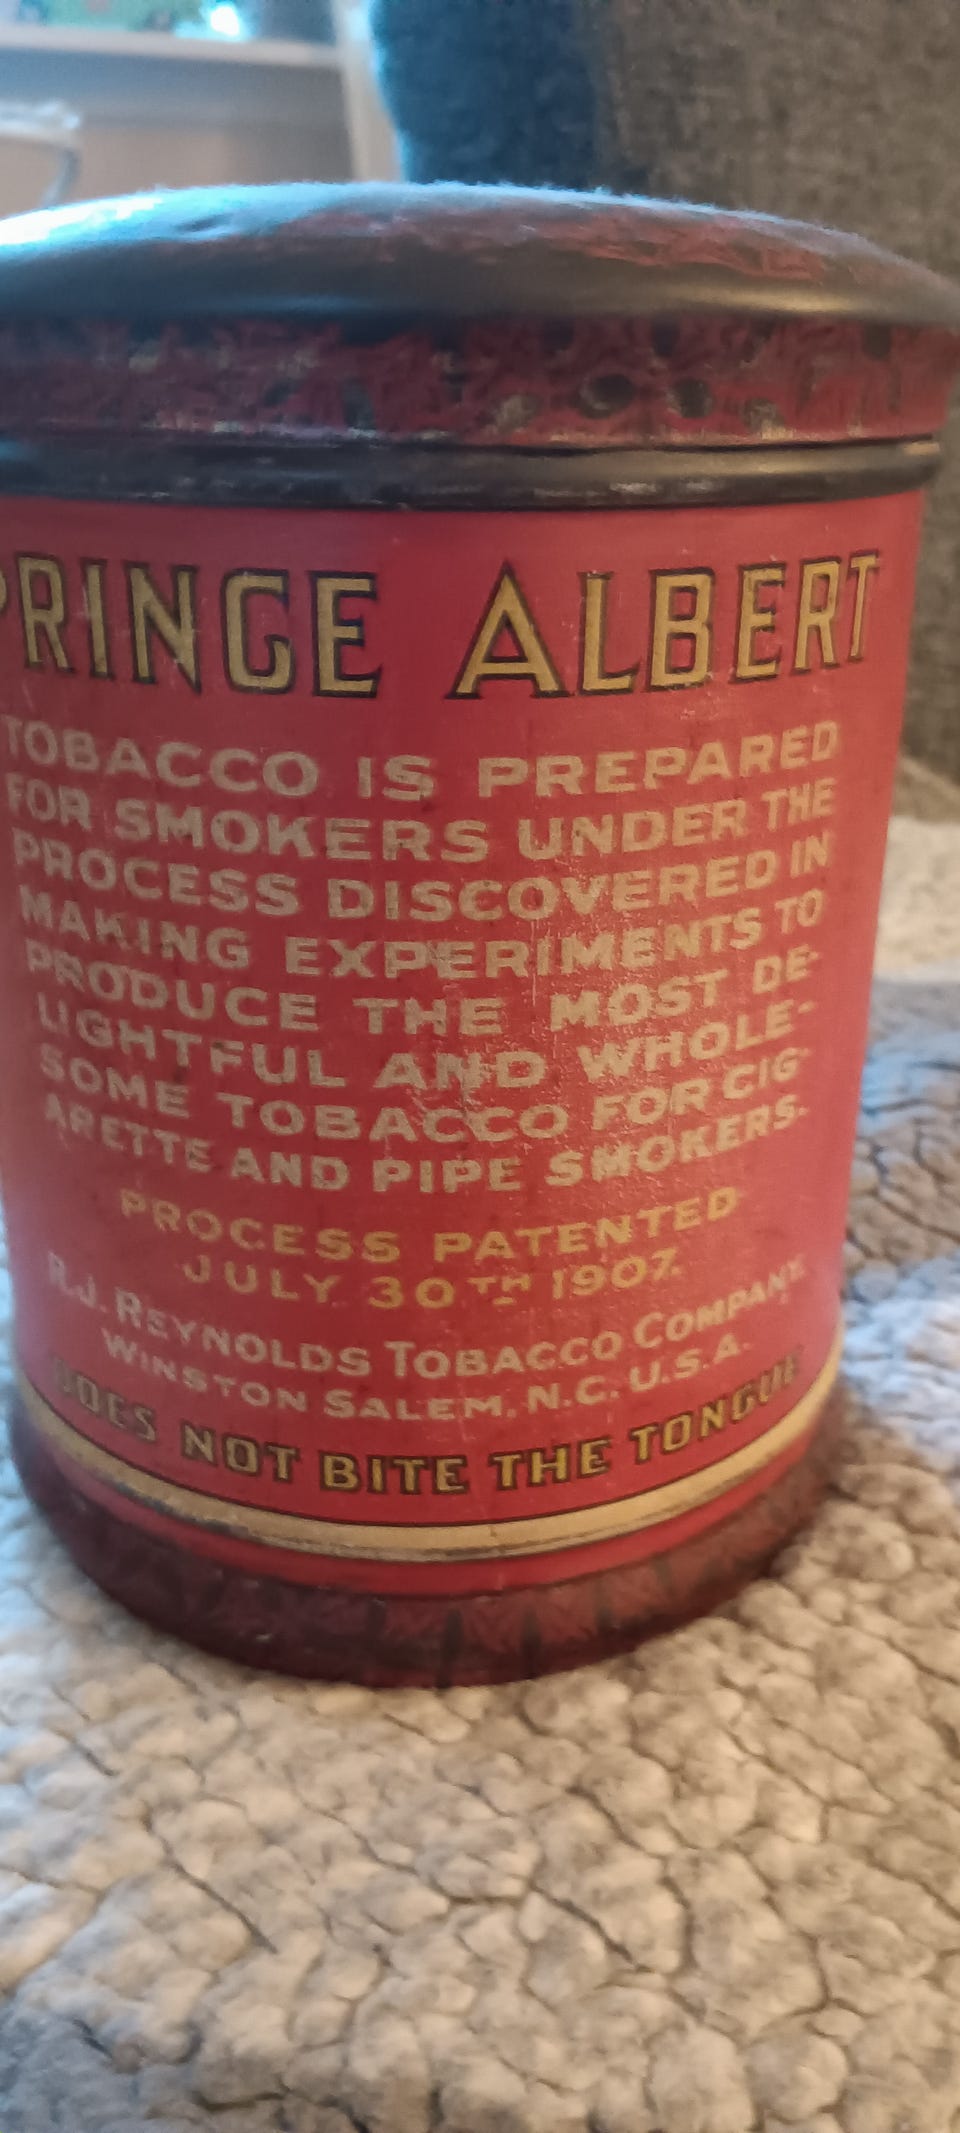 PRINCE ALBERT
TOBACCO IS PREPARED
FOR SMOKERS UNDER THE
PROCESS DISCOVERED IN
MAKING EXPERIMENTS TO
PRODUCE THE MOST DE-
LIGHTFUL AND WHOLE-
SOME TOBACCO FOR CIG-
ARETTE AND PIPE SMOKERS.
PROCESS PATENTED
JULY 30TH 1907.
R.J. REYNOLDS TOBACCO COMPANY.
WINSTON SALEM, N.C. U.S.A.
DOES NOT BITE THE TONGUE